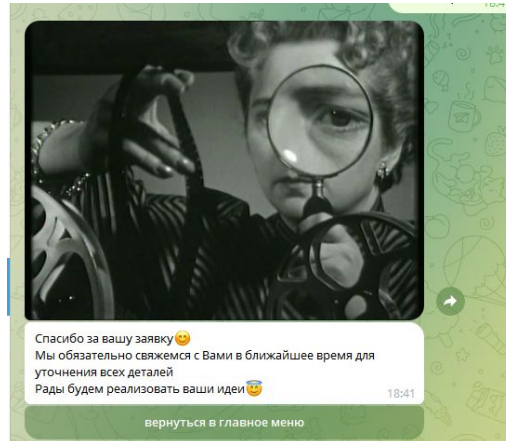 Спасибо за вашу заявку😊
Мы обязательно свяжемся с Вами в ближайшее время для
уточнения всех деталей
Рады будем реализовать ваши идеи😇
18:41
вернуться в главное меню